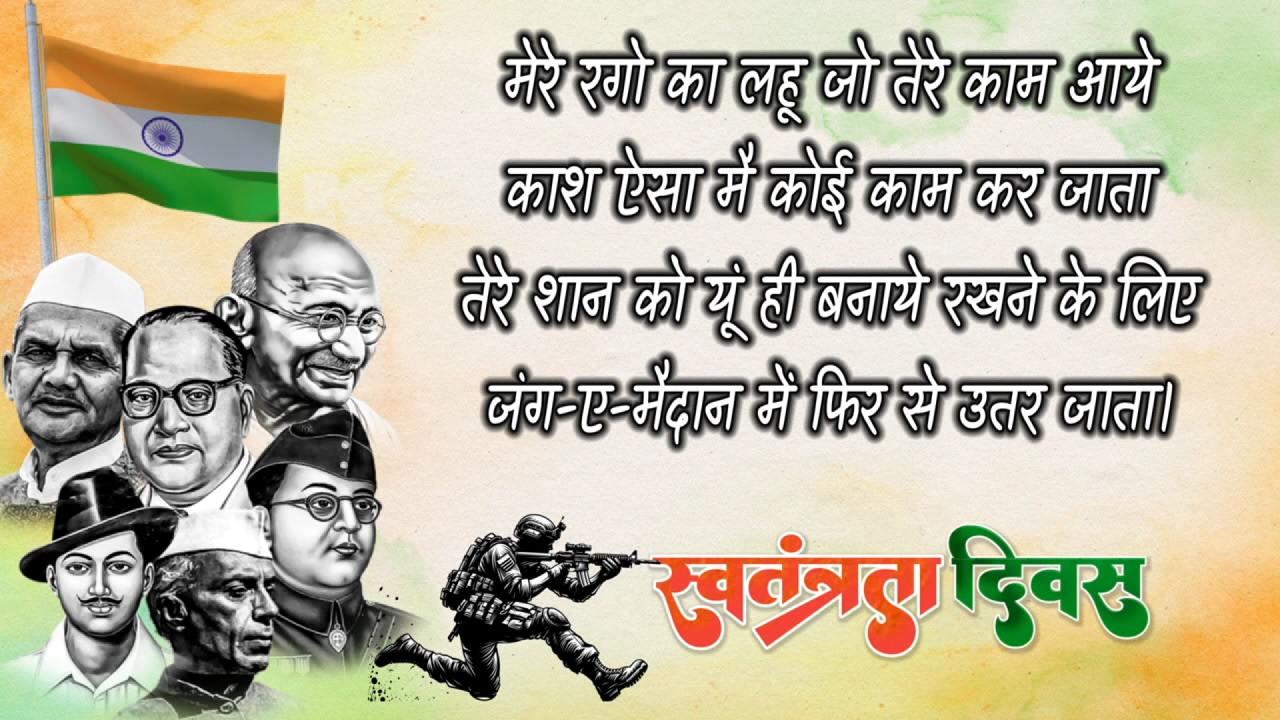 मेरे रगो का लहू जो तेरे काम आये
काश ऐसा मै कोई काम कर जाता
तेरे शान को यूं ही बनाये रखने के लिए
जंग-ए-मैदान में फिर से उतर जाता।
स्वतंत्रता दिवस